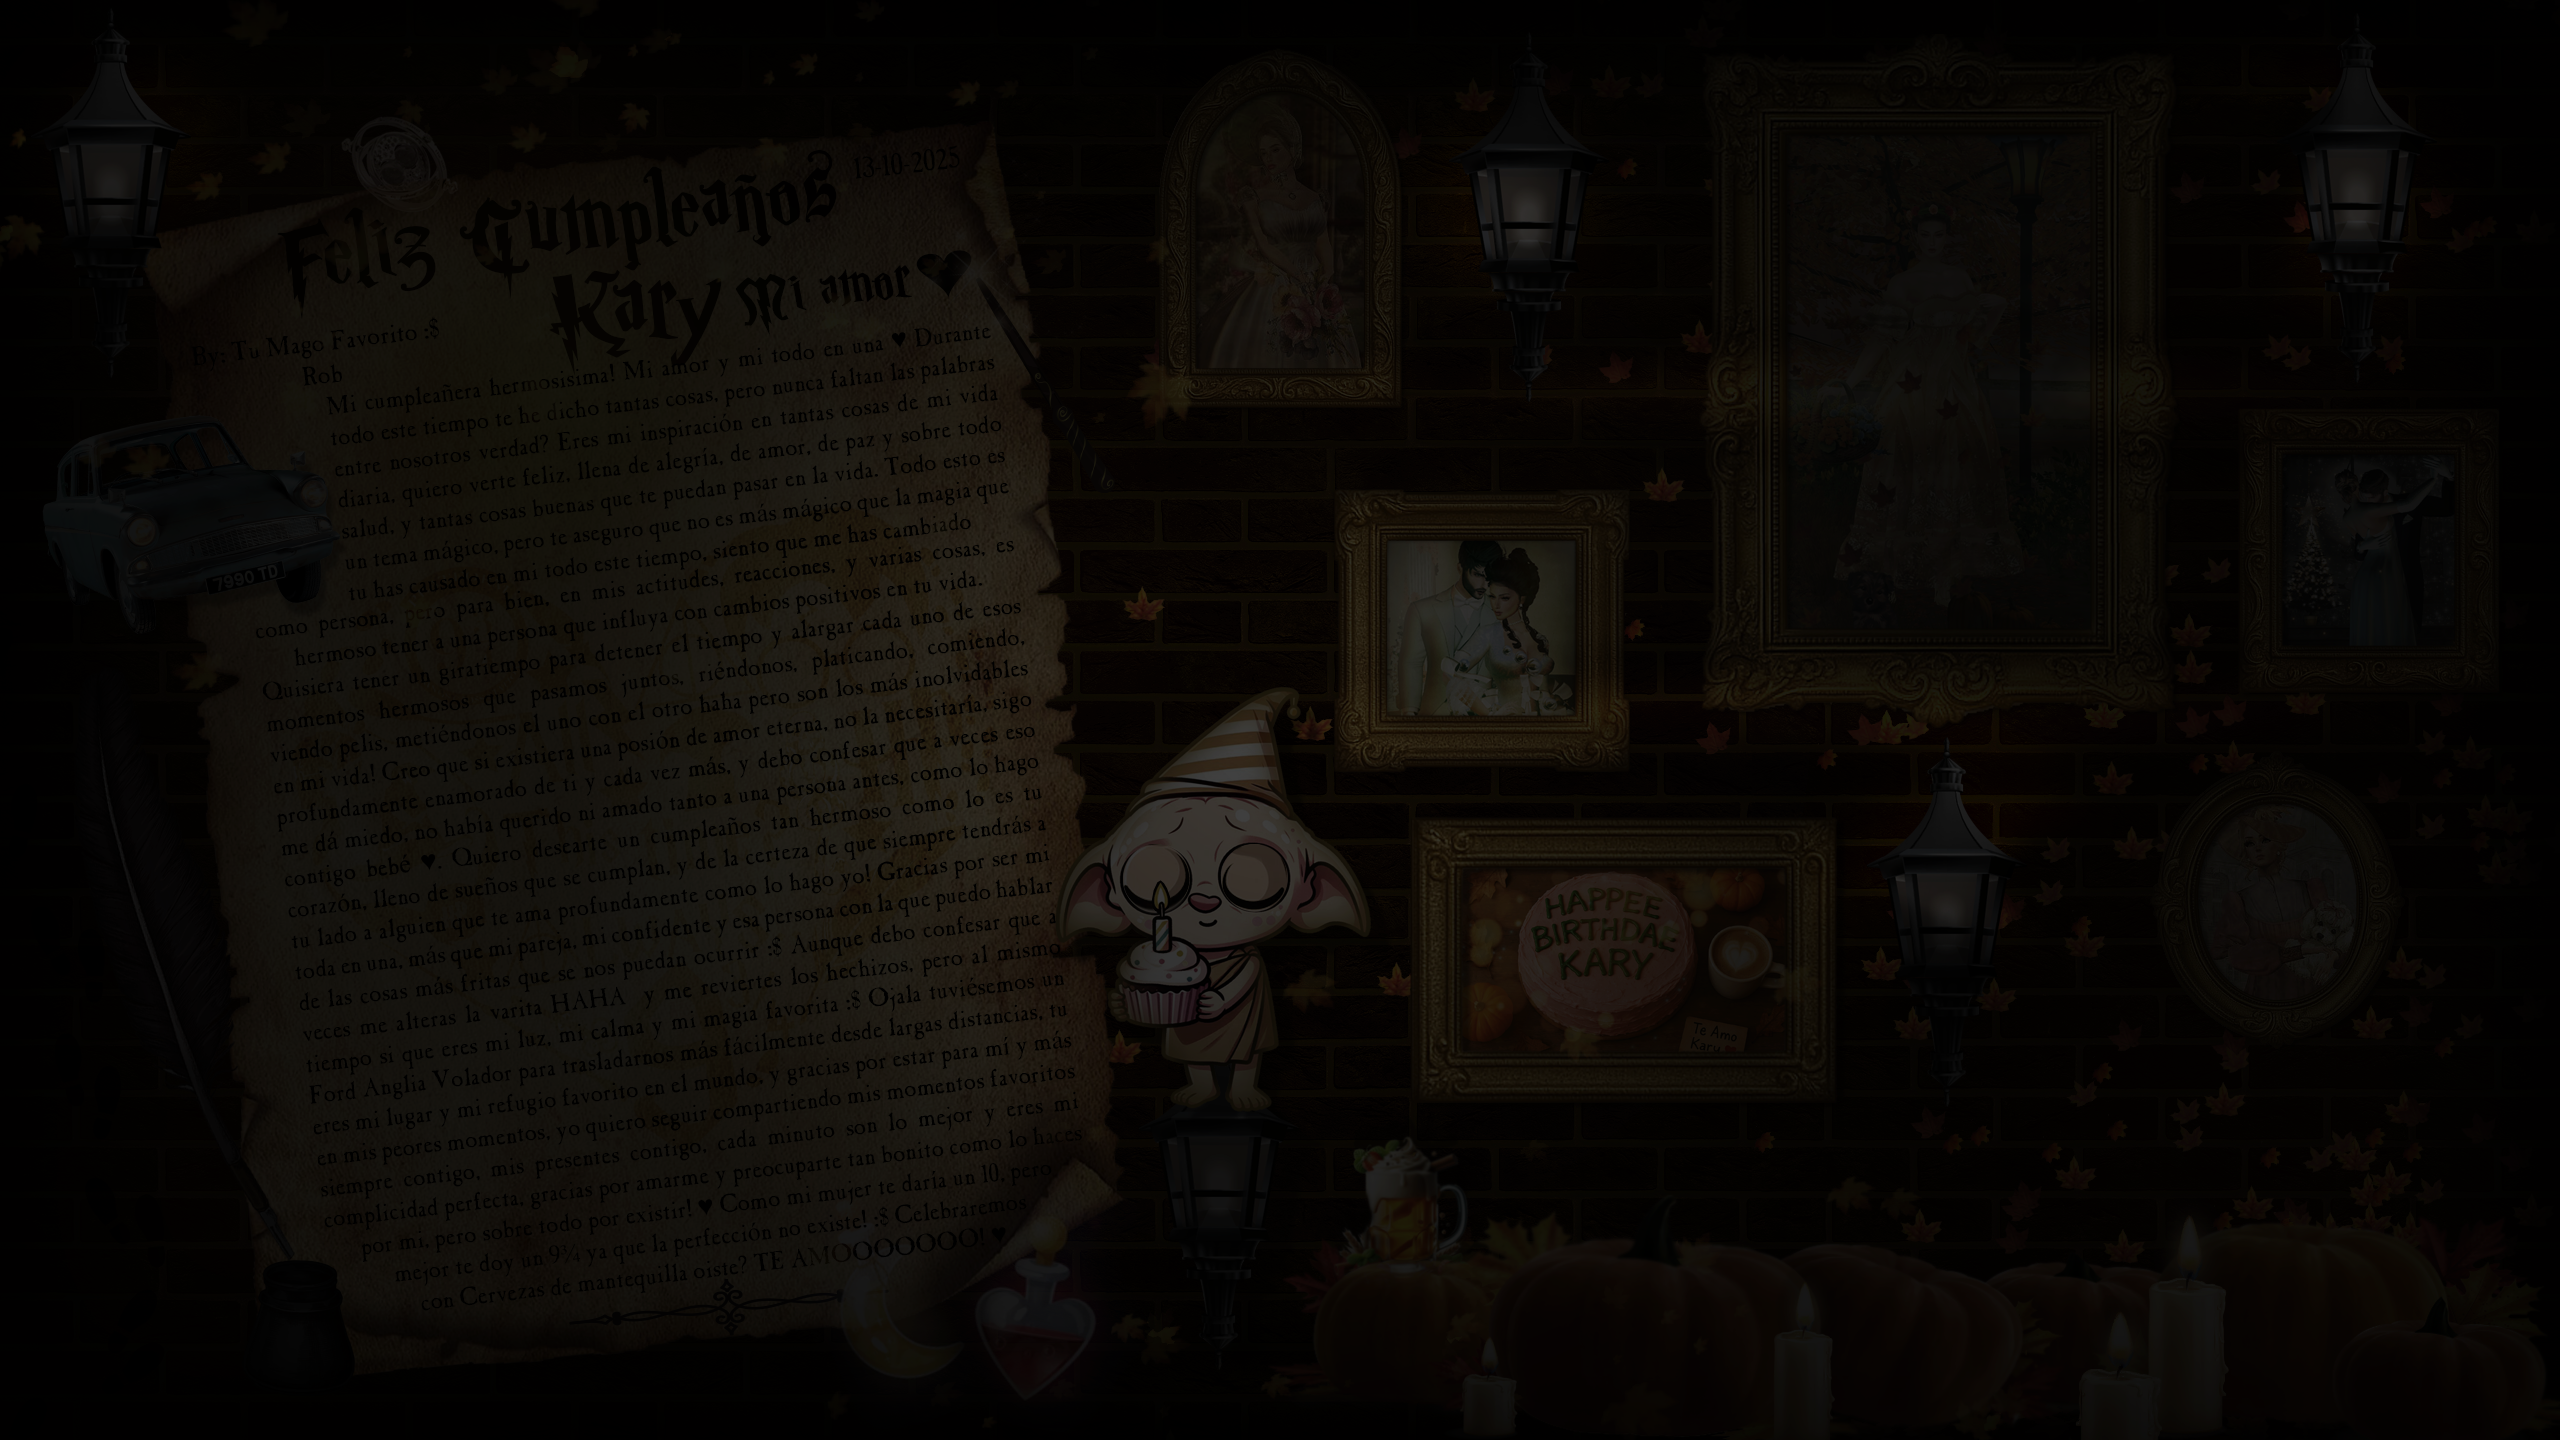 13-10-2025
Feliz Cumpleaños
Kary Mi amor ♥
By: Tu Mago Favorito :$
Rob
Mi cumpleañera hermosisima! Mi amor y mi todo en una ♥ Durante
todo este tiempo te he dicho tantas cosas, pero nunca faltan las palabras
entre nosotros verdad? Eres mi inspiración en tantas cosas de mi vida
diaria, quiero verte feliz, llena de alegría, de amor, de paz y sobre todo
salud, y tantas cosas buenas que te puedan pasar en la vida. Todo esto es
un tema mágico, pero te aseguro que no es más mágico que la magia que
tu has causado en mi todo este tiempo, siento que me has cambiado
como persona, pero para bien, en mis actitudes, reacciones, y varias cosas, es
hermoso tener a una persona que influya con cambios positivos en tu vida.
Quisiera tener un giratiempo para detener el tiempo y alargar cada uno de esos
momentos hermosos que pasamos juntos, riéndonos, platicando, comiendo,
viendo pelis, metiéndonos el uno con el otro haha pero son los más inolvidables
en mi vida! Creo que si existiera una posión de amor eterna, no la necesitaría, sigo
profundamente enamorado de ti y cada vez más, y debo confesar que a veces eso
me dá miedo, no había querido ni amado tanto a una persona antes, como lo hago
contigo bebé ♥. Quiero desearte un cumpleaños tan hermoso como lo es tu
corazón, lleno de sueños que se cumplan, y de la certeza de que siempre tendrás a
tu lado a alguien que te ama profundamente como lo hago yo! Gracias por ser mi
toda en una, más que mi pareja, mi confidente y esa persona con la que puedo hablar
de las cosas más fritas que se nos puedan ocurrir :$ Aunque debo confesar que a
veces me alteras la varita HAHA y me reviertes los hechizos, pero al mismo
tiempo si que eres mi luz, mi calma y mi magia favorita :$ Ojala tuviésemos un
Ford Anglia Volador para trasladarnos más fácilmente desde largas distancias, tu
eres mi lugar y mi refugio favorito en el mundo, y gracias por estar para mí y más
en mis peores momentos, yo quiero seguir compartiendo mis momentos favoritos
siempre contigo, mis presentes contigo, cada minuto son lo mejor y eres mi
complicidad perfecta, gracias por amarme y preocuparte tan bonito como lo haces
por mi, pero sobre todo por existir! ♥ Como mi mujer te daría un 10, pero
mejor te doy un 9¾ ya que la perfección no existe! :$ Celebraremos
con Cervezas de mantequilla oiste? TE AMOOOOOOO! ♥
7990 TD
HAPPEE
BIRTHDAE
KARY
Te Amo
Kary